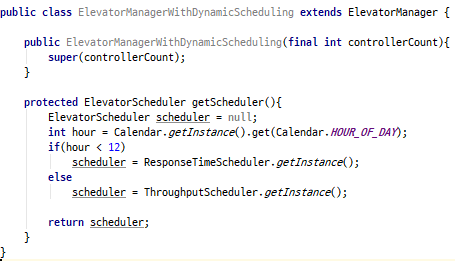 public class ElevatorManagerWithDynamicScheduling extends ElevatorManager {
public ElevatorManagerWithDynamicScheduling(final int controllerCount){
super(controllerCount);
}
protected ElevatorScheduler getScheduler(){
ElevatorScheduler scheduler = null;
int hour = Calendar.getInstance().get(Calendar.HOUR_OF_DAY);
if(hour < 12)
scheduler = ResponseTimeScheduler.getInstance();
else
scheduler = ThroughputScheduler.getInstance();
return scheduler;
}
}